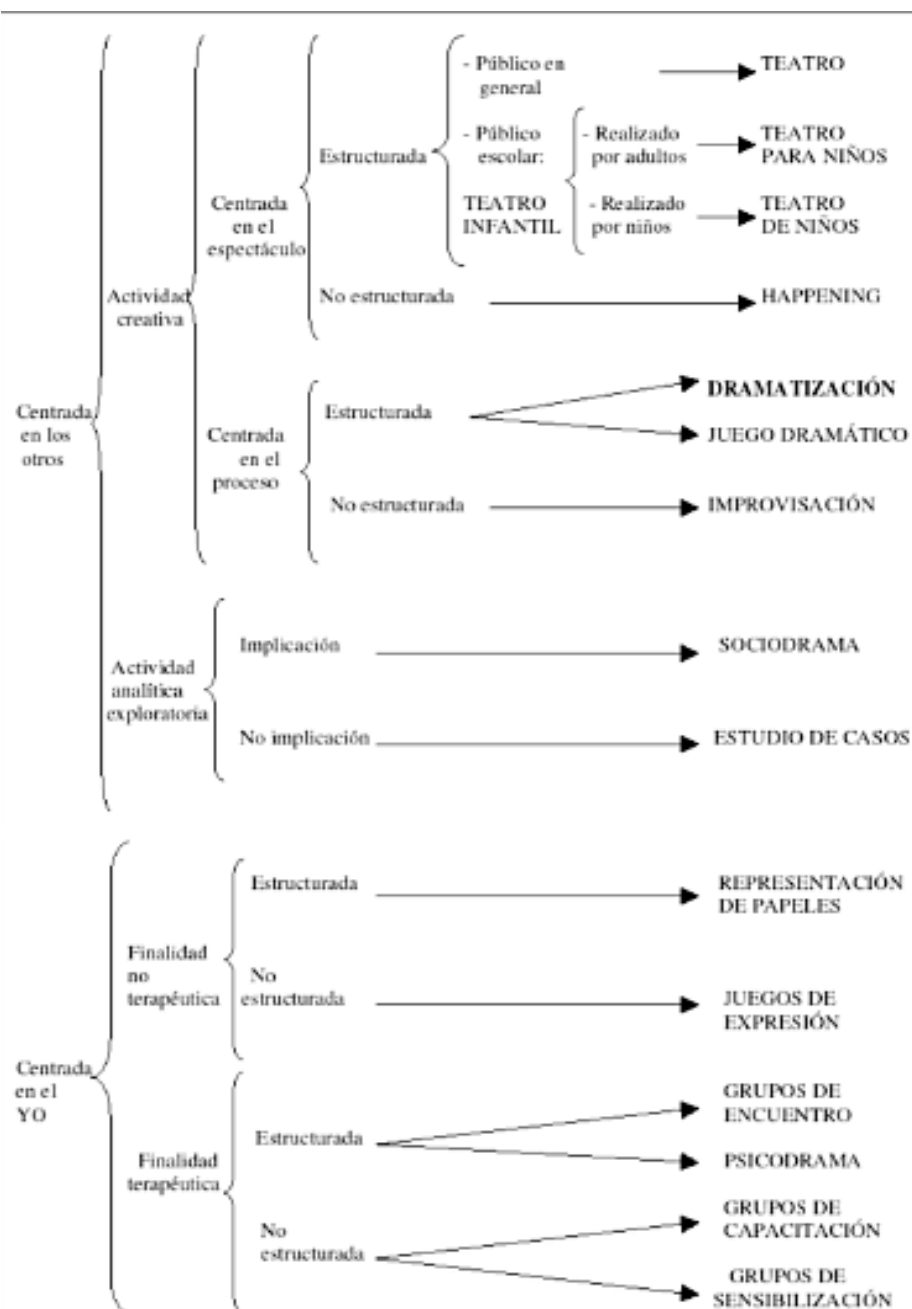 - Público en
general
TEATRO
- Público
escolar:
- Realizado
por adultos
TEATRO
PARA NIÑOS
Estructurada
TEATRO
INFANTIL
- Realizado
por niños
TEATRO
DE NIÑOS
Centrada
en el
espectáculo
No estructurada
HAPPENING
Actividad
creativa
Centrada
en los
otros
Estructurada
DRAMATIZACIÓN
JUEGO DRAMÁTICO
Centrada
en el
proceso
No estructurada
IMPROVISACIÓN
Implicación
SOCIODRAMA
Actividad
analítica
exploratoria
No implicación
ESTUDIO DE CASOS
Estructurada
REPRESENTACIÓN
DE PAPELES
Finalidad
no
terapéutica
No
estructurada
JUEGOS DE
EXPRESIÓN
Centrada
en el
YO
Estructurada
GRUPOS DE
ENCUENTRO
PSICODRAMA
Finalidad
terapéutica
No
estructurada
GRUPOS DE
CAPACITACIÓN
GRUPOS DE
SENSIBILIZACIÓN